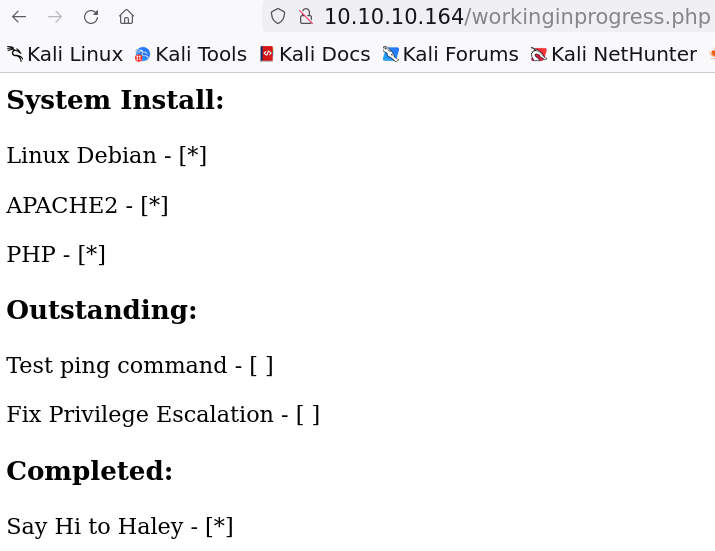 10.10.10.164/workinginprogress.php
Kali Linux Kali Tools Kali Docs Kali Forums Kali NetHunter
System Install:
Linux Debian - [*]
APACHE2 - [*]
PHP - [*]
Outstanding:
Test ping command - [ ]
Fix Privilege Escalation - [ ]
Completed:
Say Hi to Haley - [*]